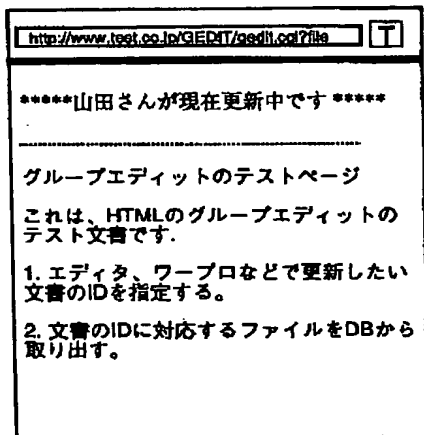 http://www.test.co.jp/GEDIT/gedit.cgi?file
T
*****山田さんが現在更新中です*****
グループエディットのテストページ
これは、HTMLのグループエディットの
テスト文書です.
1. エディタ、ワープロなどで更新したい
文書のIDを指定する。
2. 文書のIDに対応するファイルをDBから
取り出す。